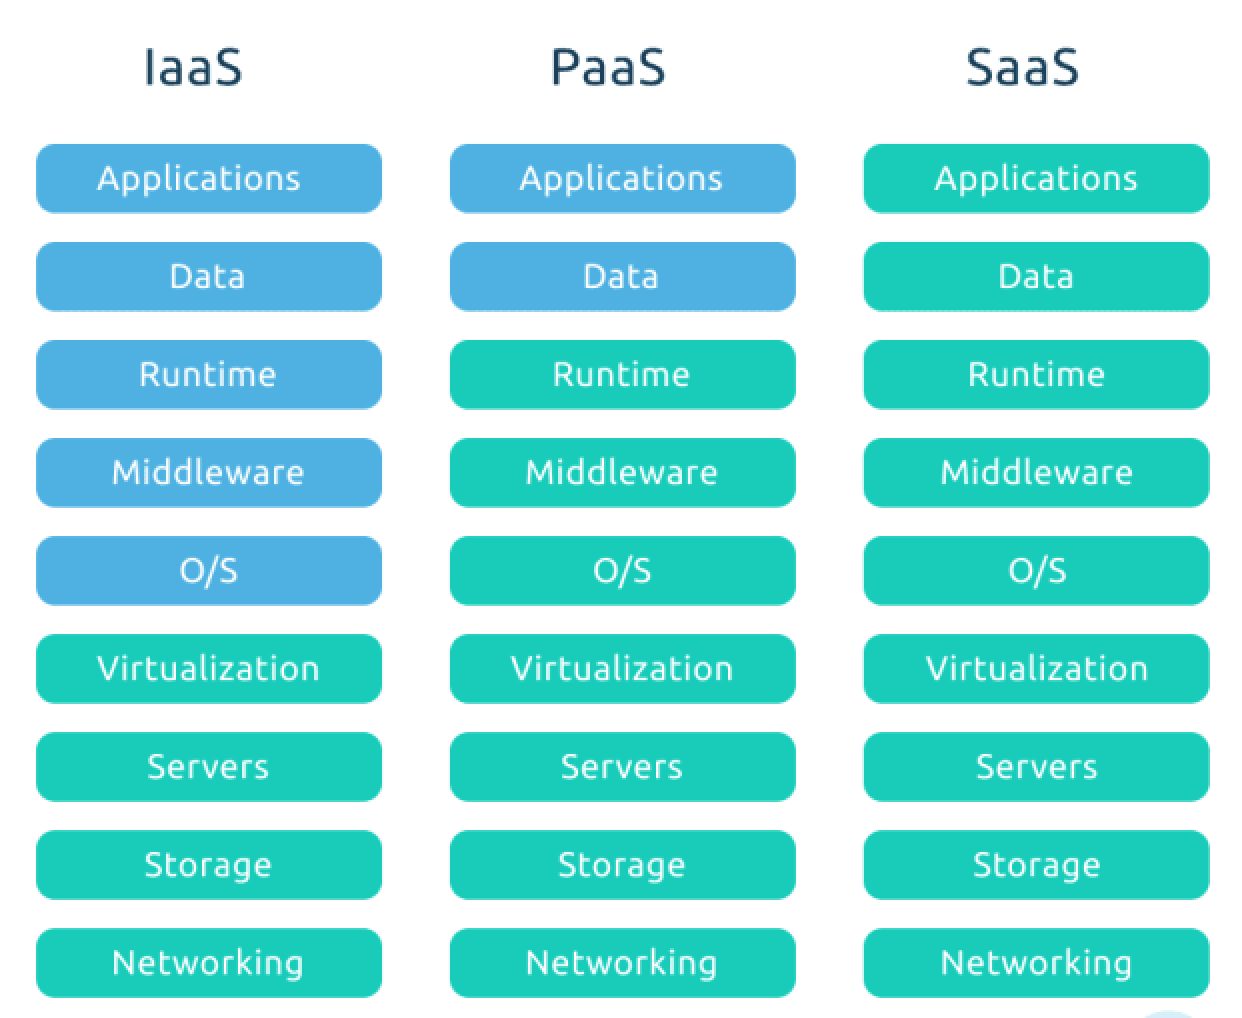 IaaS PaaS SaaS
Applications Applications Applications
Data Data Data
Runtime Runtime Runtime
Middleware Middleware Middleware
O/S O/S O/S
Virtualization Virtualization Virtualization
Servers Servers Servers
Storage Storage Storage
Networking Networking Networking